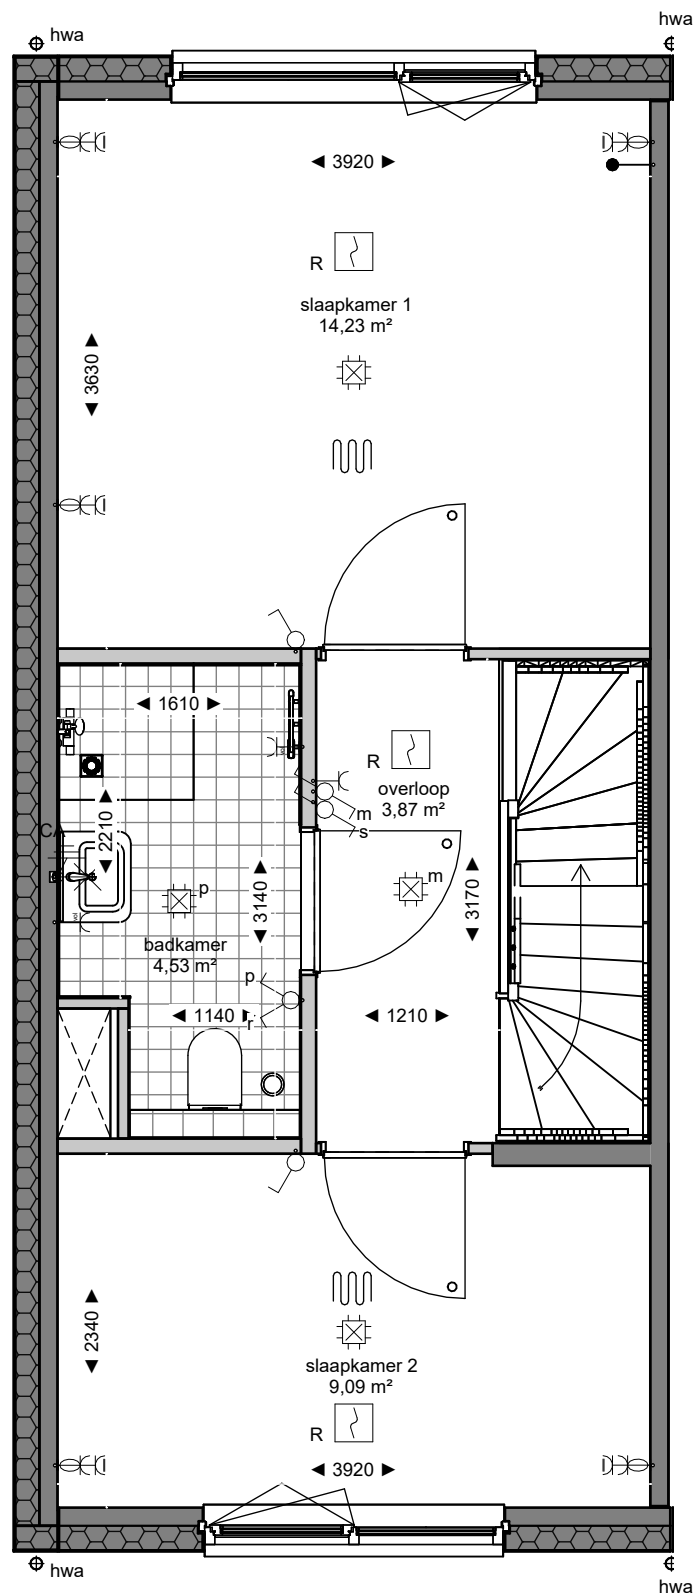 hwa
hwa
3920
R
slaapkamer 1
14,23 m²
3630
1610
R
overloop
3,87 m²
m
s
CA
2210
3140
m
3170
p
badkamer
4,53 m²
p
r
1140
1210
2340
slaapkamer 2
9,09 m²
R
3920
hwa
hwa